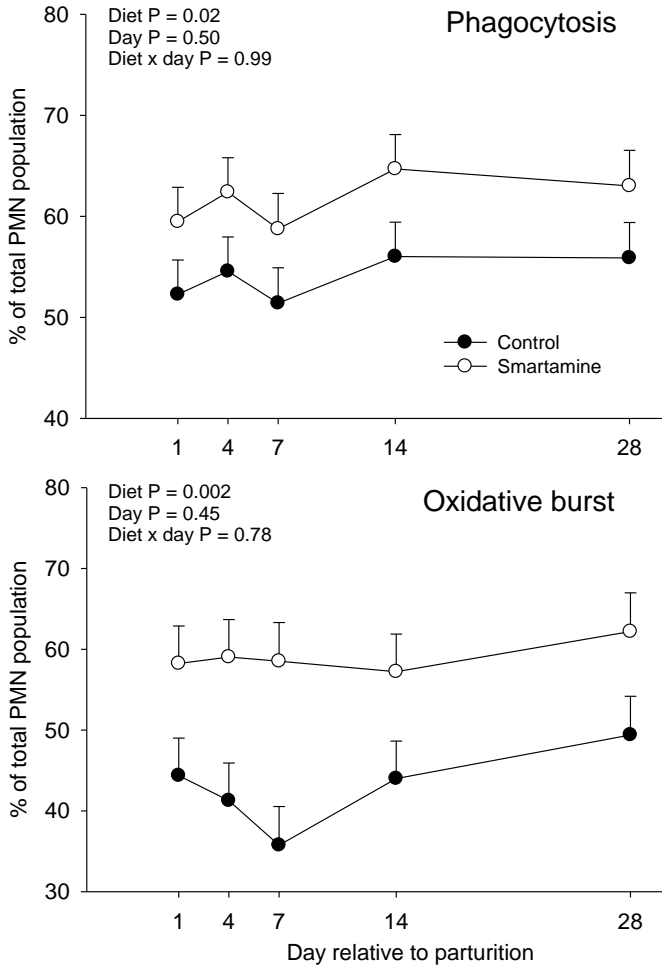 Phagocytosis
Diet P = 0.02
Day P = 0.50
Diet x day P = 0.99
% of total PMN population
80
70
60
50
40
Control
Smartamine
1 4 7 14 28
Oxidative burst
Diet P = 0.002
Day P = 0.45
Diet x day P = 0.78
% of total PMN population
80
70
60
50
40
30
1 4 7 14 28
Day relative to parturition